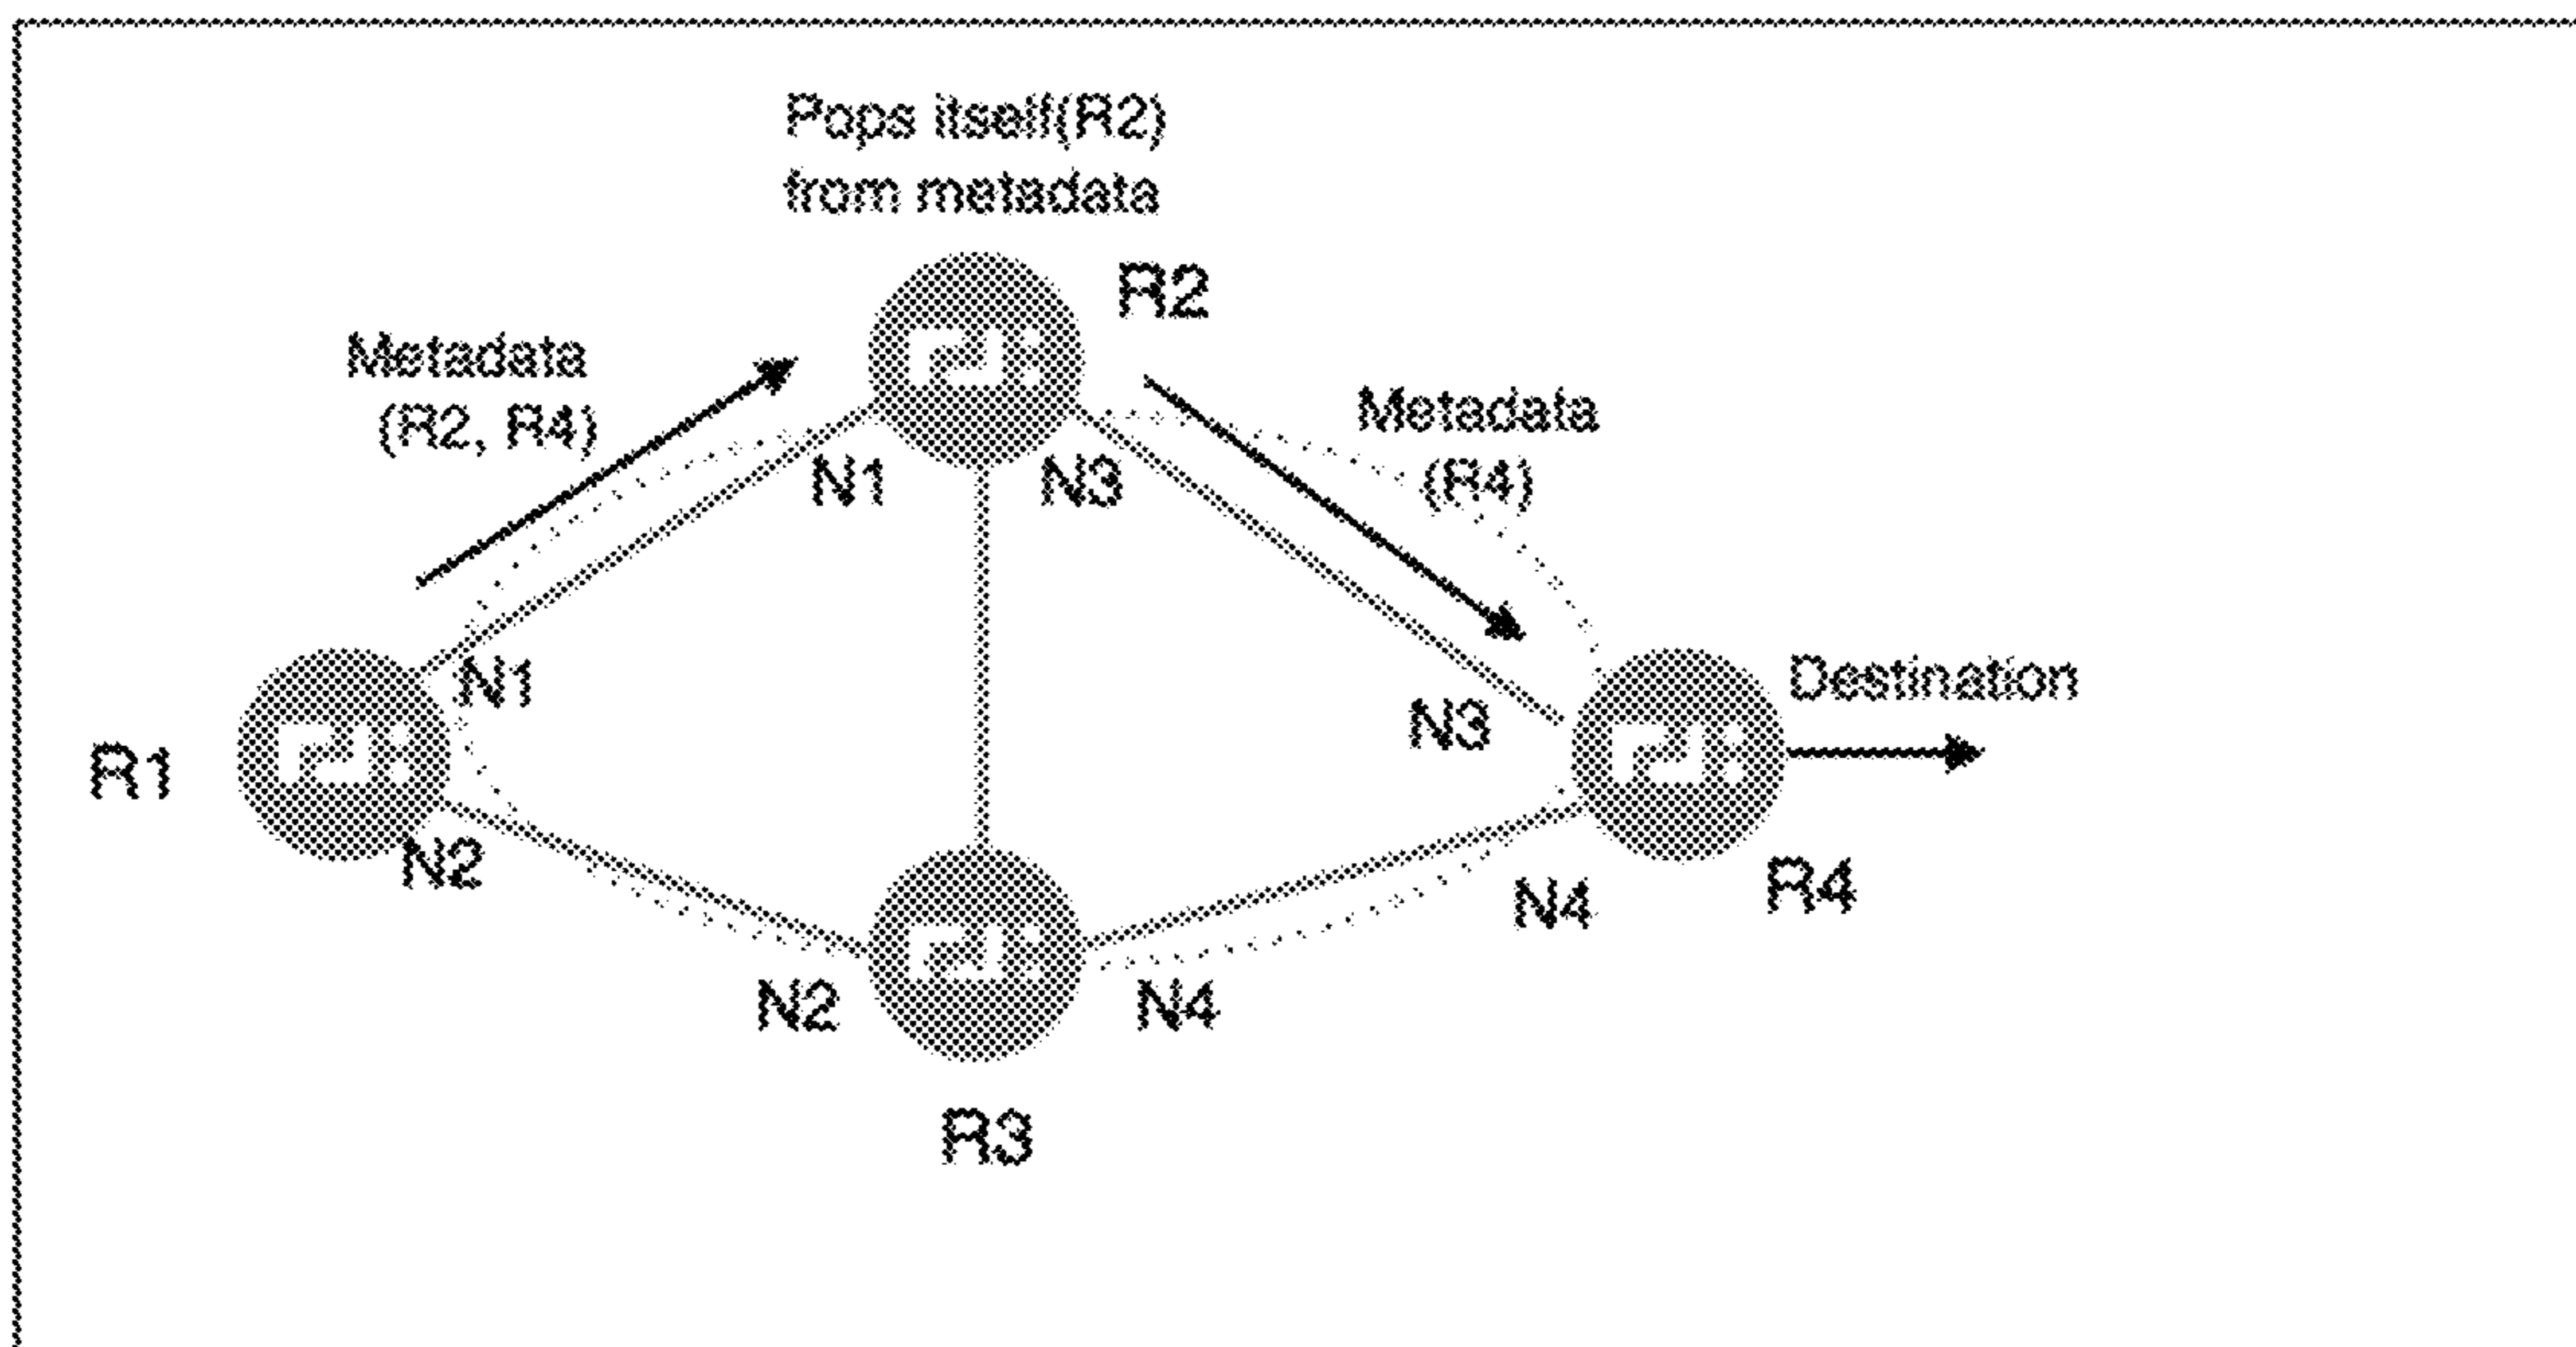 Pops itself(R2)
from metadata
R2
Metadata
(R2, R4)
Metadata
(R4)
N1
N3
N1
Destination
N3
R1
N2
R4
N4
N2
N4
R3